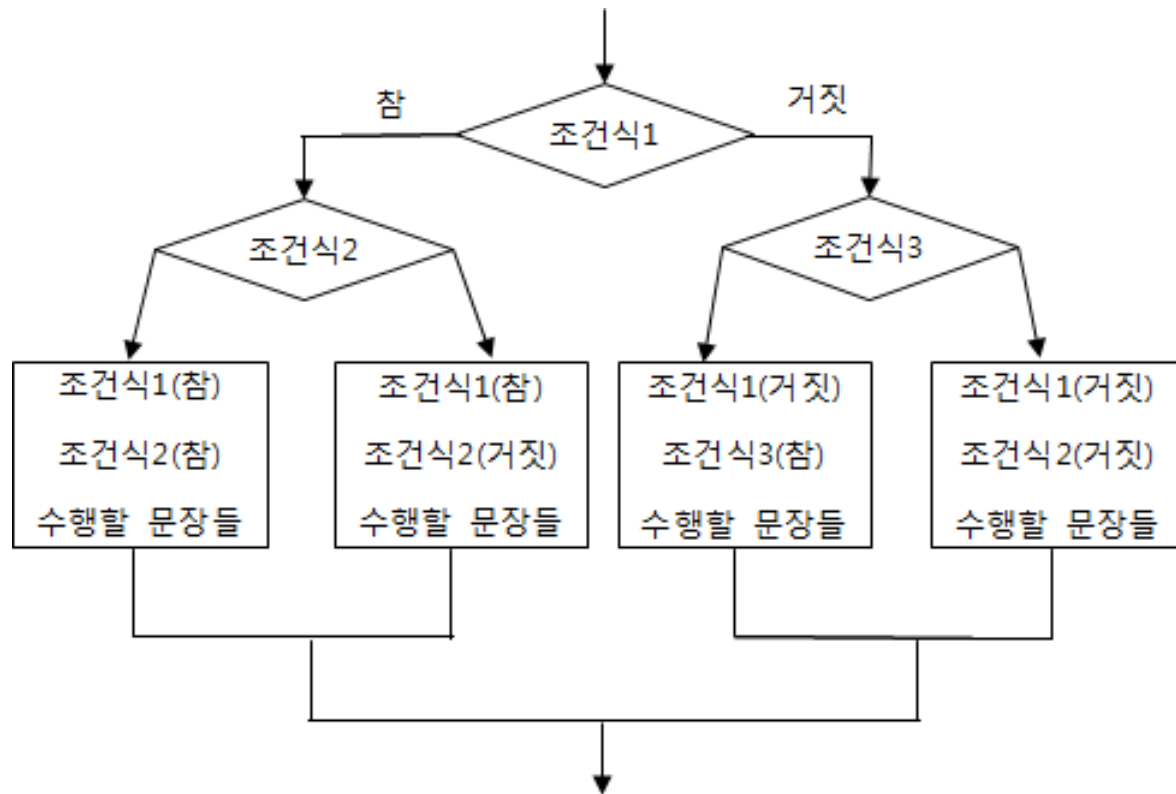 참
거짓
조건식1
조건식2
조건식3
조건식1(참)
조건식2(참)
수행할 문장들
조건식1(참)
조건식2(거짓)
수행할 문장들
조건식1(거짓)
조건식3(참)
수행할 문장들
조건식1(거짓)
조건식2(거짓)
수행할 문장들